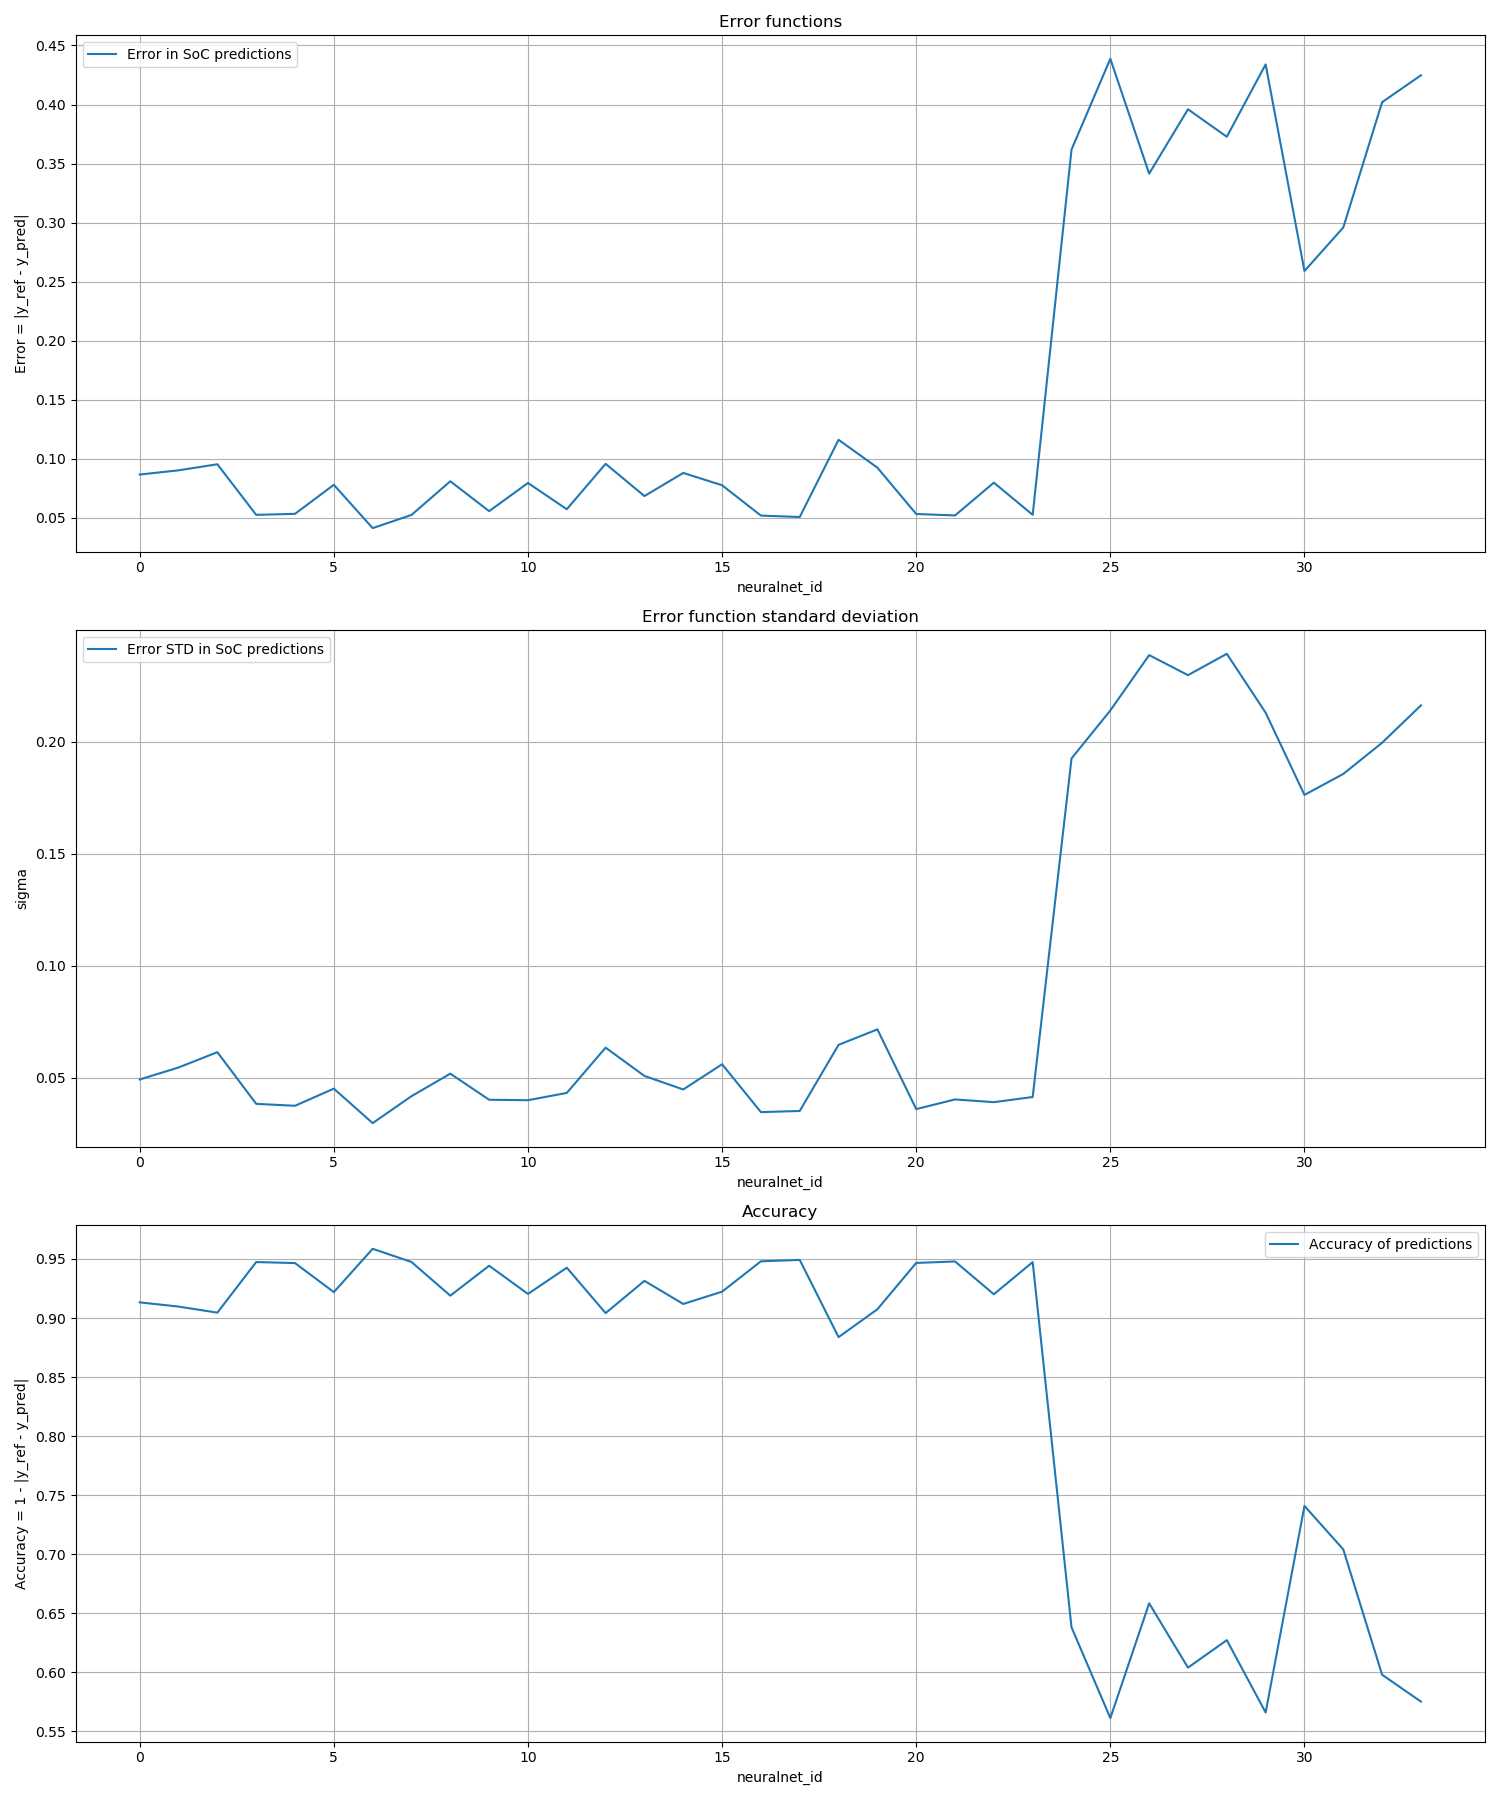 Error functions
Error in SoC predictions
0.45
0.40
0.35
0.30
0.25
0.20
0.15
0.10
0.05
Error = |y_ref - y_pred|
0 5 10 15 20 25 30
neuralnet_id
Error function standard deviation
Error STD in SoC predictions
0.20
0.15
0.10
0.05
sigma
0 5 10 15 20 25 30
neuralnet_id
Accuracy
Accuracy of predictions
0.95
0.90
0.85
0.80
0.75
0.70
0.65
0.60
0.55
Accuracy = 1 - |y_ref - y_pred|
0 5 10 15 20 25 30
neuralnet_id